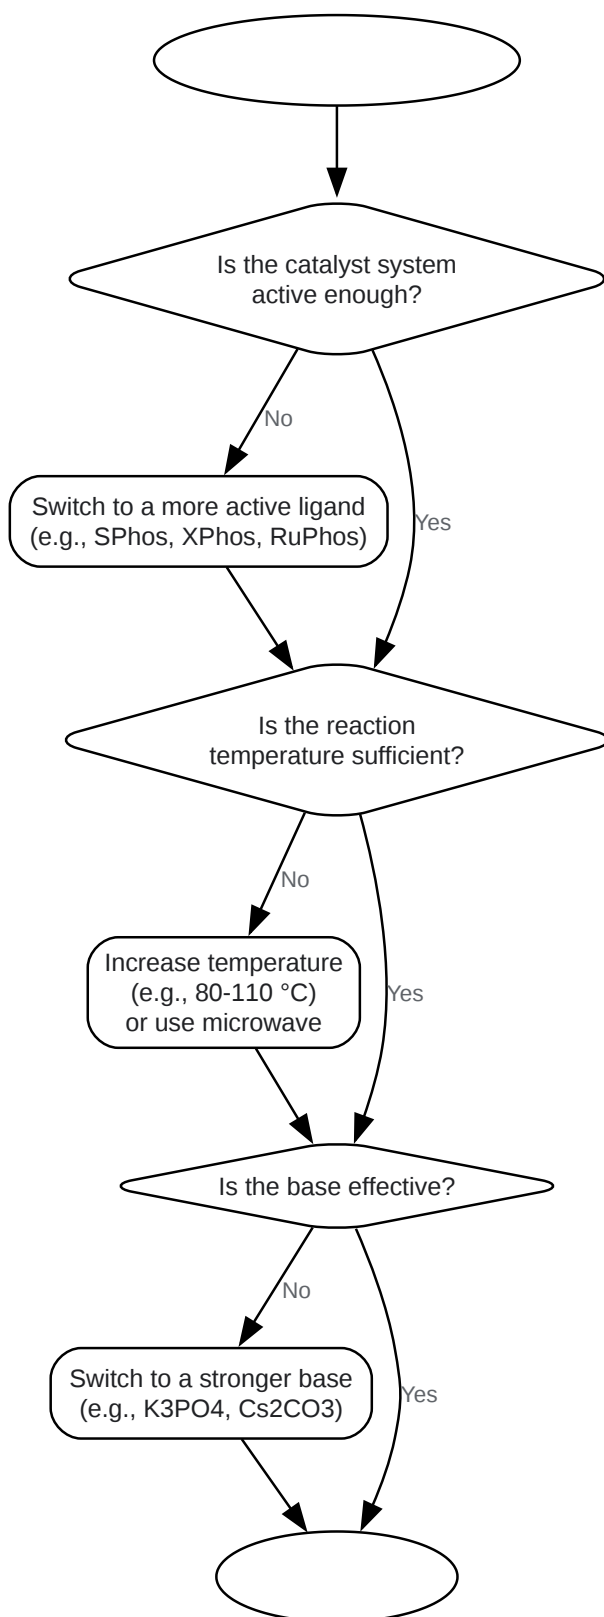 Is the catalyst system
active enough?
No
Switch to a more active ligand
(e.g., SPhos, XPhos, RuPhos)
Yes
Is the reaction
temperature sufficient?
No
Increase temperature
(e.g., 80-110 °C)
or use microwave
Yes
Is the base effective?
No
Switch to a stronger base
(e.g., K3PO4, Cs2CO3)
Yes